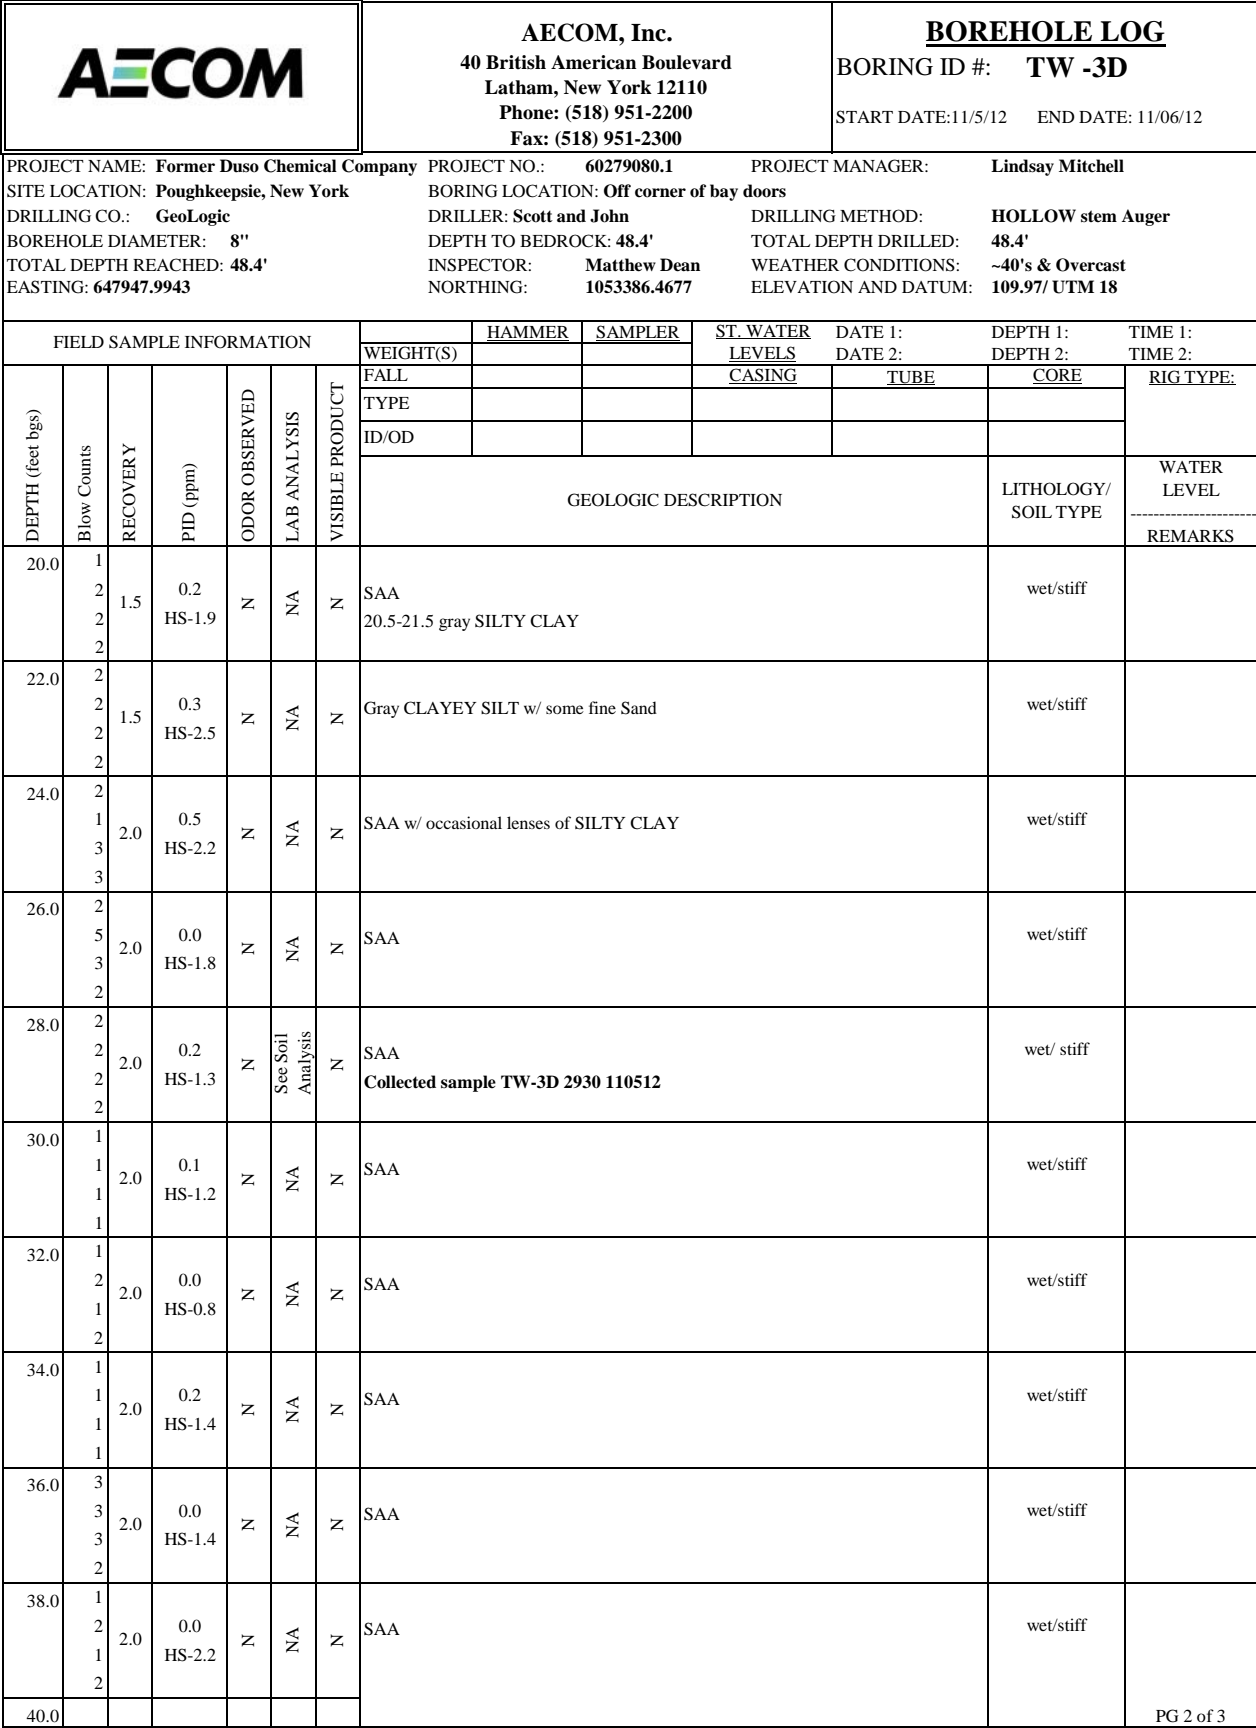 AECOM
AECOM, Inc.
40 British American Boulevard
Latham, New York 12110
Phone: (518) 951-2200
Fax: (518) 951-2300
BOREHOLE LOG
BORING ID #: TW -3D
START DATE:11/5/12 END DATE: 11/06/12
PROJECT NAME: Former Duso Chemical Company PROJECT NO.: 60279080.1 PROJECT MANAGER: Lindsay Mitchell
SITE LOCATION: Poughkeepsie, New York BORING LOCATION: Off corner of bay doors
DRILLING CO.: GeoLogic DRILLER: Scott and John DRILLING METHOD: HOLLOW stem Auger
BOREHOLE DIAMETER: 8" DEPTH TO BEDROCK: 48.4' TOTAL DEPTH DRILLED: 48.4'
TOTAL DEPTH REACHED: 48.4' INSPECTOR: Matthew Dean WEATHER CONDITIONS: ~40's & Overcast
EASTING: 647947.9943 NORTHING: 1053386.4677 ELEVATION AND DATUM: 109.97/ UTM 18
FIELD SAMPLE INFORMATION
HAMMER SAMPLER ST. WATER DATE 1: DEPTH 1: TIME 1:
WEIGHT(S) LEVELS DATE 2: DEPTH 2: TIME 2:
FALL CASING TUBE CORE RIG TYPE:
TYPE
ID/OD
DEPTH (feet bgs)
Blow Counts
RECOVERY
PID (ppm)
ODOR OBSERVED
LAB ANALYSIS
VISIBLE PRODUCT
GEOLOGIC DESCRIPTION
LITHOLOGY/
SOIL TYPE
WATER
LEVEL
----------------------
REMARKS
20.0 1
2 0.2 SAA wet/stiff
1.5 N NA N
2 HS-1.9 20.5-21.5 gray SILTY CLAY
2
22.0 2
2 0.3 wet/stiff
1.5 N NA N Gray CLAYEY SILT w/ some fine Sand
2 HS-2.5
2
24.0 2
1 0.5 wet/stiff
2.0 N NA N SAA w/ occasional lenses of SILTY CLAY
3 HS-2.2
3
26.0 2
5 0.0 wet/stiff
2.0 N NA N SAA
3 HS-1.8
2
28.0 2
2 0.2 SAA wet/ stiff
2.0 N See Soil Analysis N
2 HS-1.3 Collected sample TW-3D 2930 110512
2
30.0 1
1 0.1 wet/stiff
2.0 N NA N SAA
1 HS-1.2
1
32.0 1
2 0.0 wet/stiff
2.0 N NA N SAA
1 HS-0.8
2
34.0 1
1 0.2 wet/stiff
2.0 N NA N SAA
1 HS-1.4
1
36.0 3
3 0.0 wet/stiff
2.0 N NA N SAA
3 HS-1.4
2
38.0 1
2 0.0 wet/stiff
2.0 N NA N SAA
1 HS-2.2
2
40.0 PG 2 of 3